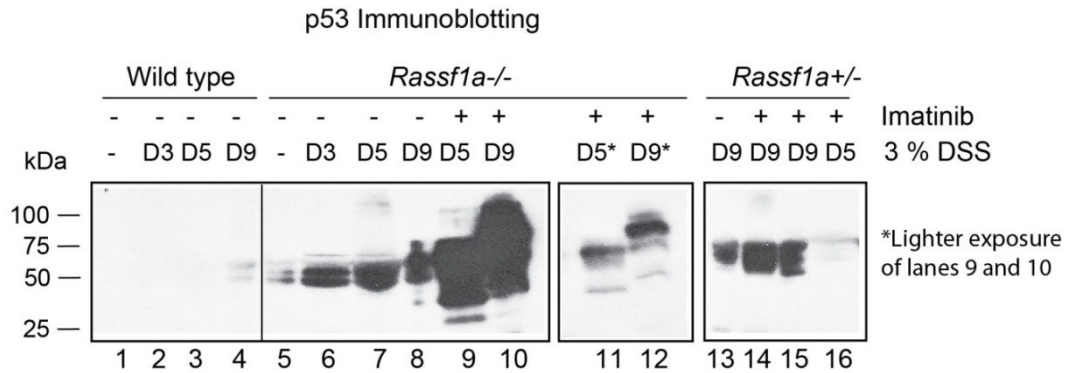 p53 Immunoblotting
Wild type Rassf1a-/- Rassf1a+/-
- - - - - - - - + + + + - + + + Imatinib
kDa - D3 D5 D9 - D3 D5 D9 D5 D9 D5* D9* D9 D9 D9 D5 3 % DSS
100
75
50
25
*Lighter exposure
of lanes 9 and 10
1 2 3 4 5 6 7 8 9 10 11 12 13 14 15 16